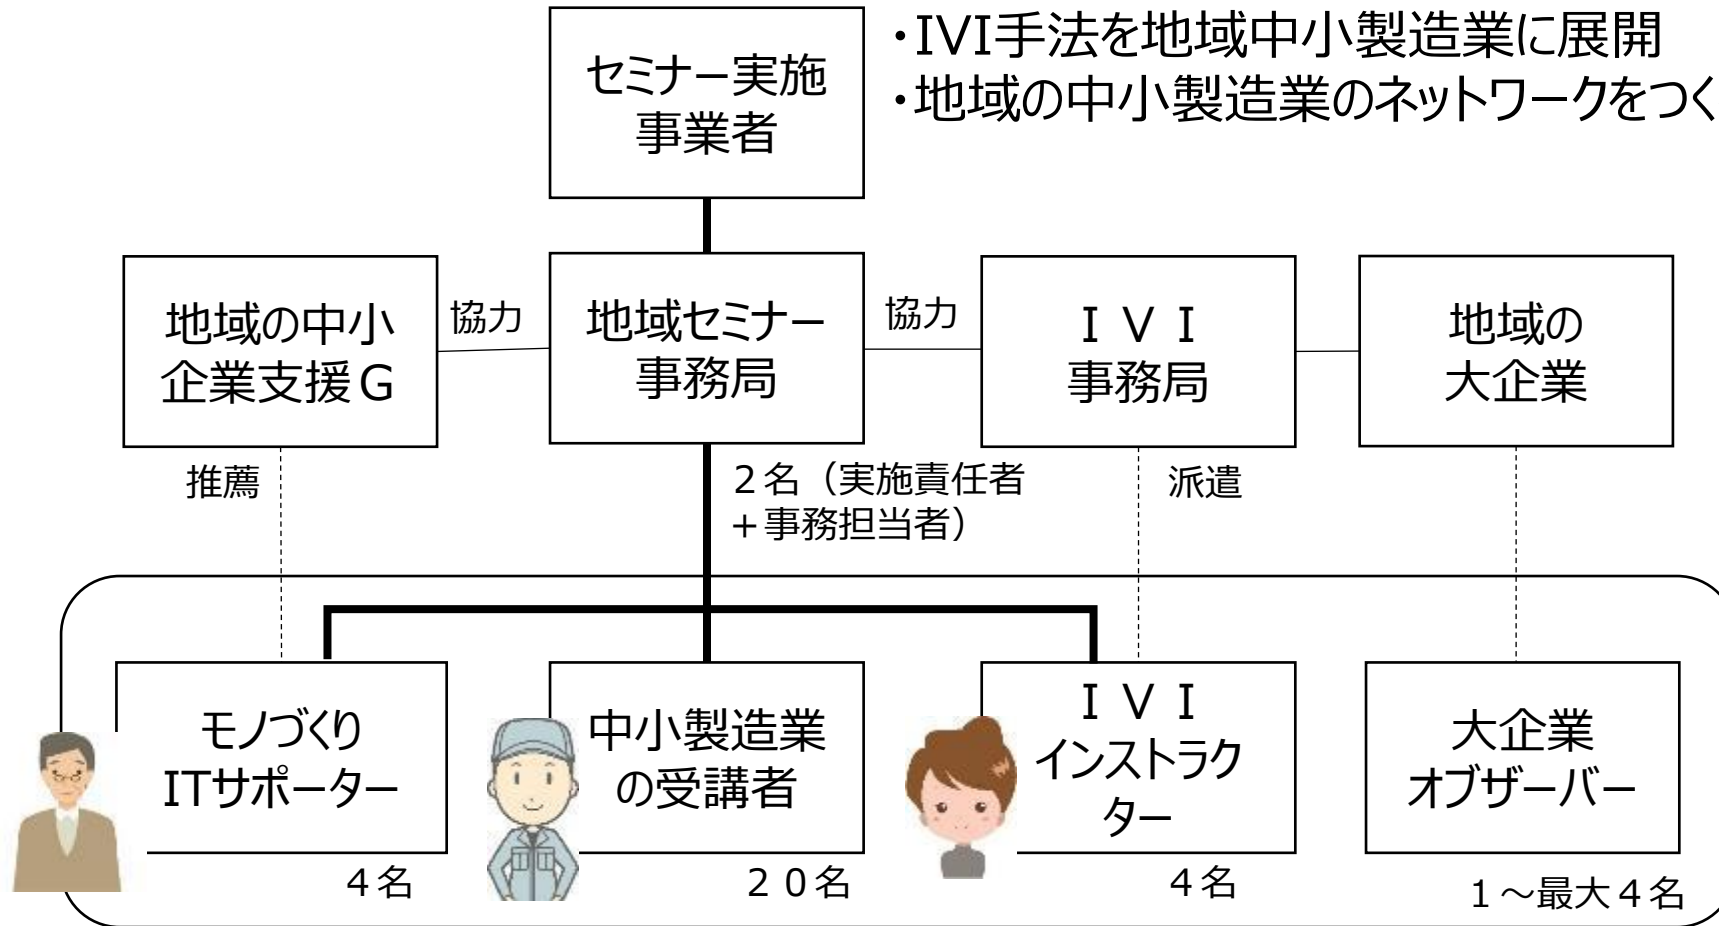 ・IVI手法を地域中小製造業に展開
・地域の中小製造業のネットワークをつく
セミナー実施
事業者
地域の中小
企業支援Ｇ
協力
地域セミナー
事務局
協力
ＩＶＩ
事務局
地域の
大企業
推薦
２名（実施責任者
＋事務担当者）
派遣
モノづくり
ITサポーター
中小製造業
の受講者
ＩＶＩ
インストラク
ター
大企業
オブザーバー
４名
２０名
４名
１～最大４名